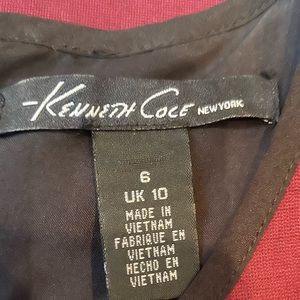 KENNETH COLE NEW YORK
6
UK 10
MADE IN
VIETNAM
FABRIQUE EN
VIETNAM
HECHO EN
VIETNAM